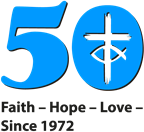 50
Faith – Hope – Love –
Since 1972